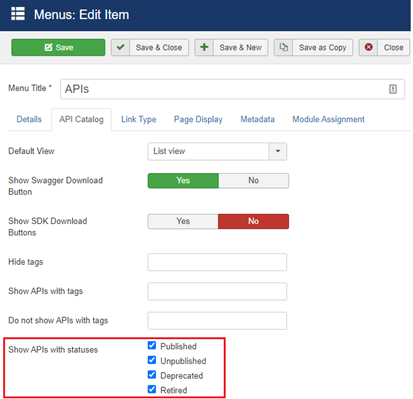 Menus: Edit Item
Save Save & Close Save & New Save as Copy Close
Menu Title * APIs
Details API Catalog Link Type Page Display Metadata Module Assignment
Default View List view
Show Swagger Download Button Yes No
Show SDK Download Buttons Yes No
Hide tags
Show APIs with tags
Do not show APIs with tags
Show APIs with statuses Published
Unpublished
Deprecated
Retired